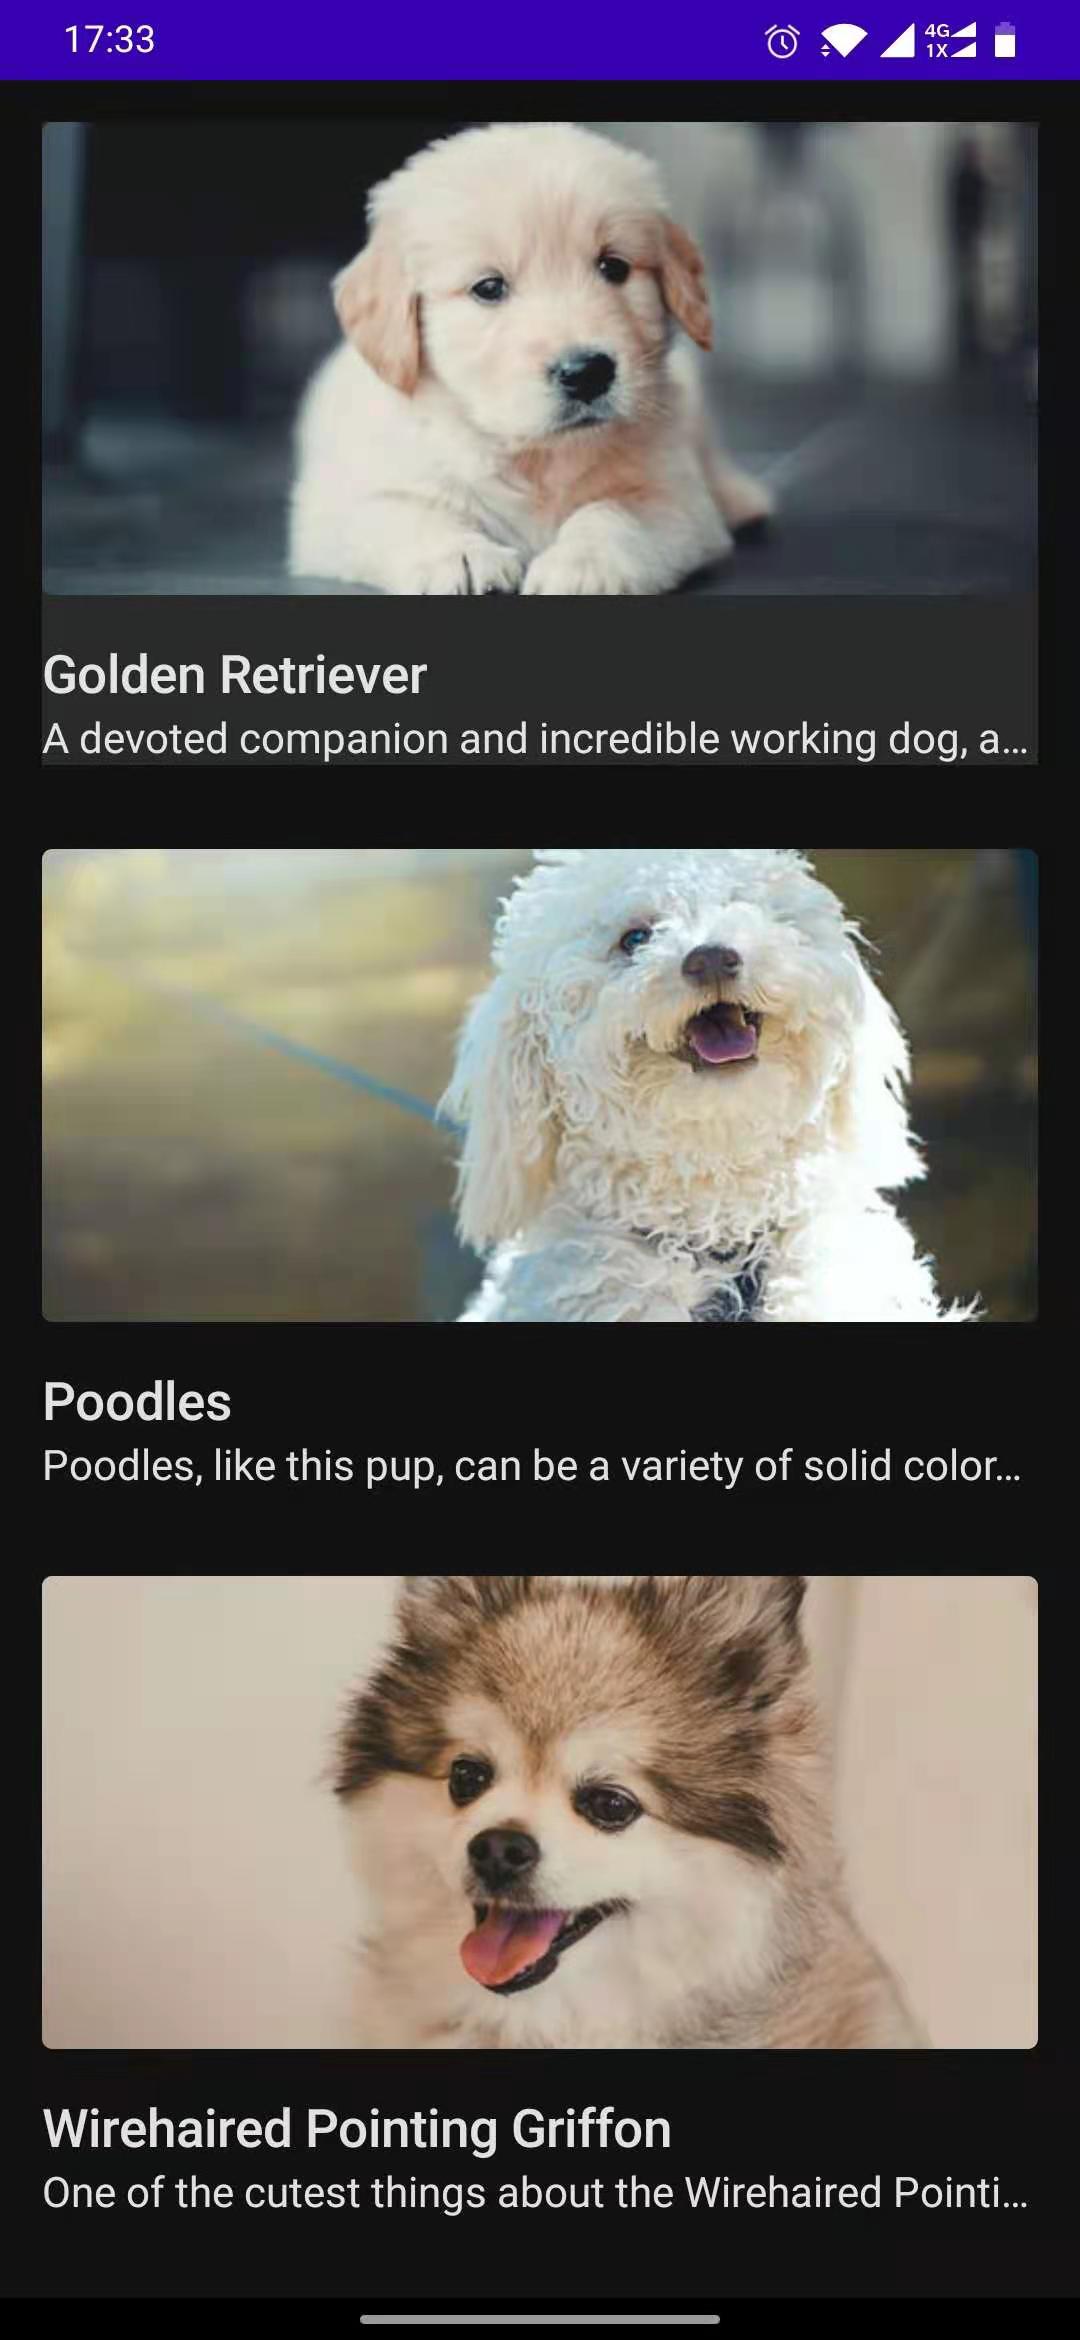 17:33
4G
1X
Golden Retriever
A devoted companion and incredible working dog, a...
Poodles
Poodles, like this pup, can be a variety of solid color...
Wirehaired Pointing Griffon
One of the cutest things about the Wirehaired Pointi...